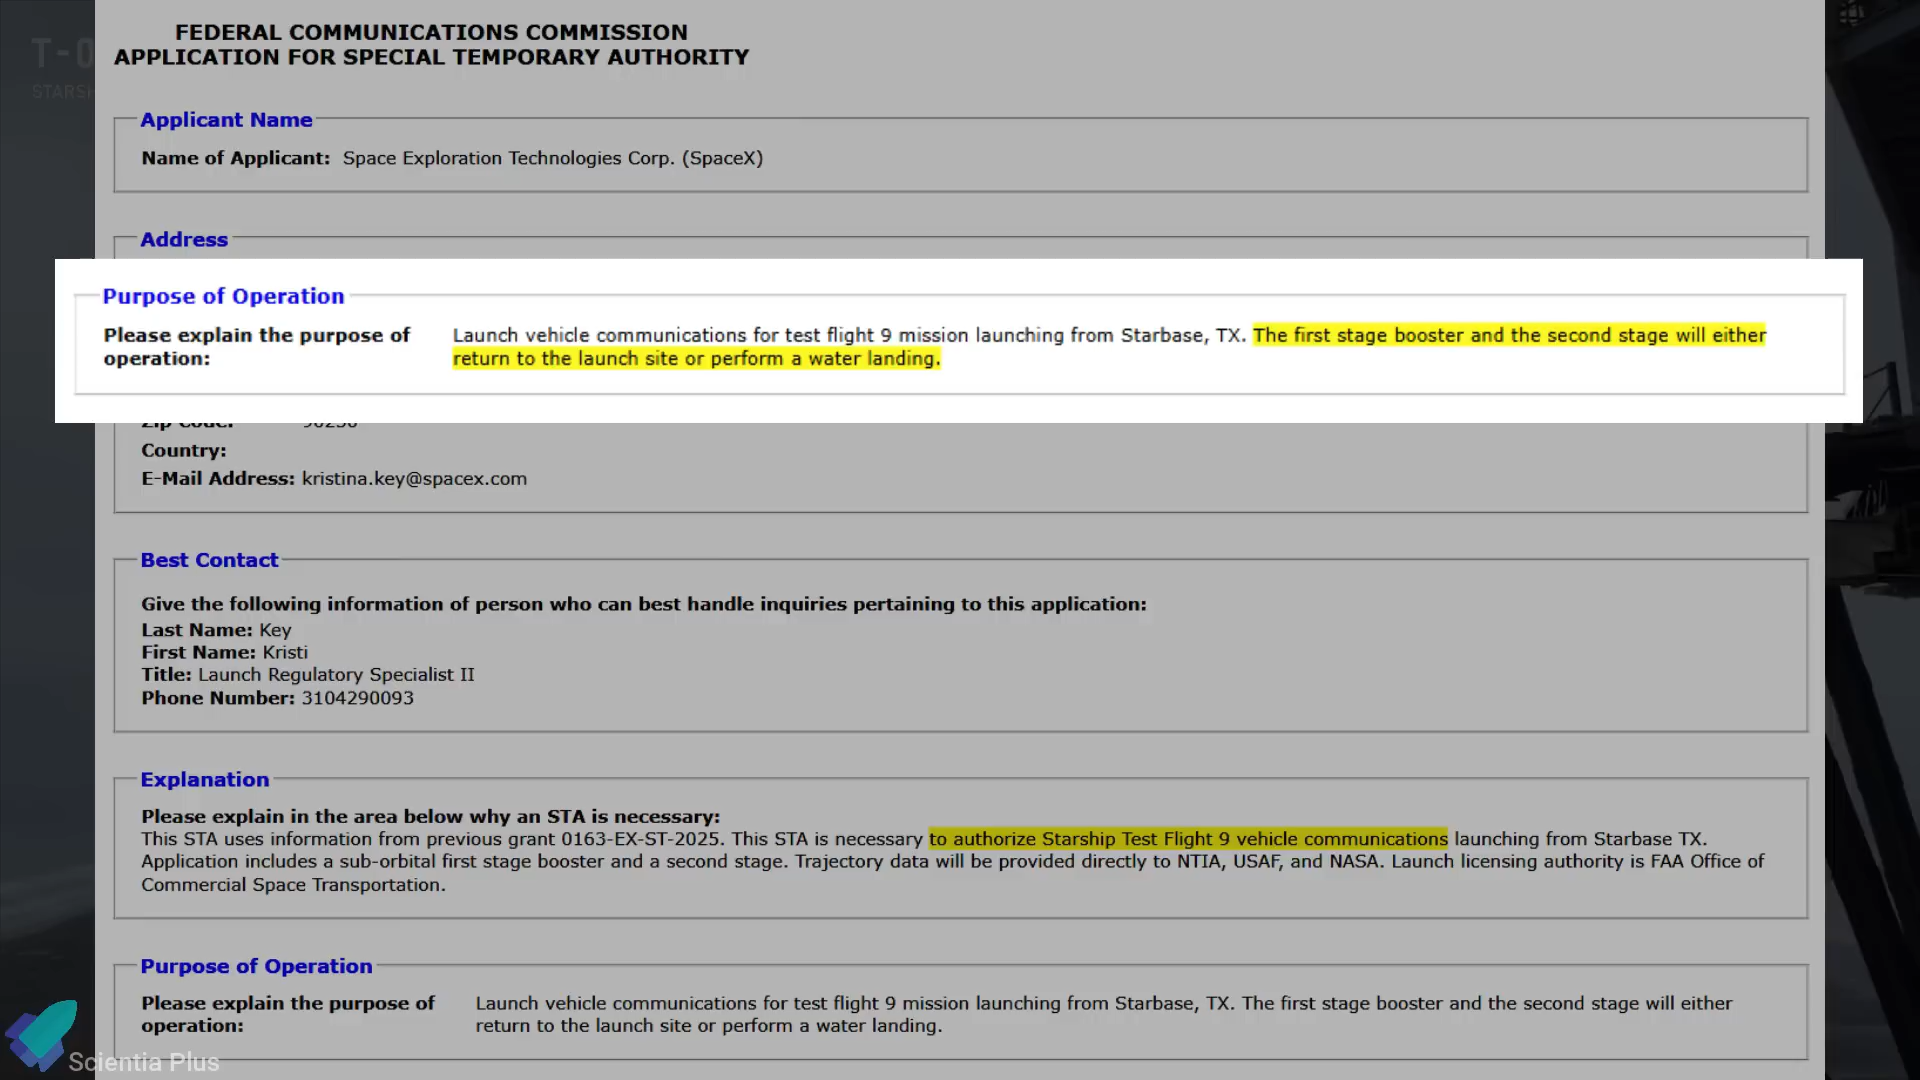 T-0
STARSH
FEDERAL COMMUNICATIONS COMMISSION
APPLICATION FOR SPECIAL TEMPORARY AUTHORITY
Applicant Name
Name of Applicant: Space Exploration Technologies Corp. (SpaceX)
Address
Purpose of Operation
Please explain the purpose of operation:
Launch vehicle communications for test flight 9 mission launching from Starbase, TX. The first stage booster and the second stage will either
return to the launch site or perform a water landing.
Zip Code: 90250
Country:
E-Mail Address: kristina.key@spacex.com
Best Contact
Give the following information of person who can best handle inquiries pertaining to this application:
Last Name: Key
First Name: Kristi
Title: Launch Regulatory Specialist II
Phone Number: 3104290093
Explanation
Please explain in the area below why an STA is necessary:
This STA uses information from previous grant 0163-EX-ST-2025. This STA is necessary to authorize Starship Test Flight 9 vehicle communications launching from Starbase TX.
Application includes a sub-orbital first stage booster and a second stage. Trajectory data will be provided directly to NTIA, USAF, and NASA. Launch licensing authority is FAA Office of
Commercial Space Transportation.
Purpose of Operation
Please explain the purpose of operation:
Launch vehicle communications for test flight 9 mission launching from Starbase, TX. The first stage booster and the second stage will either
return to the launch site or perform a water landing.
Scientia Plus